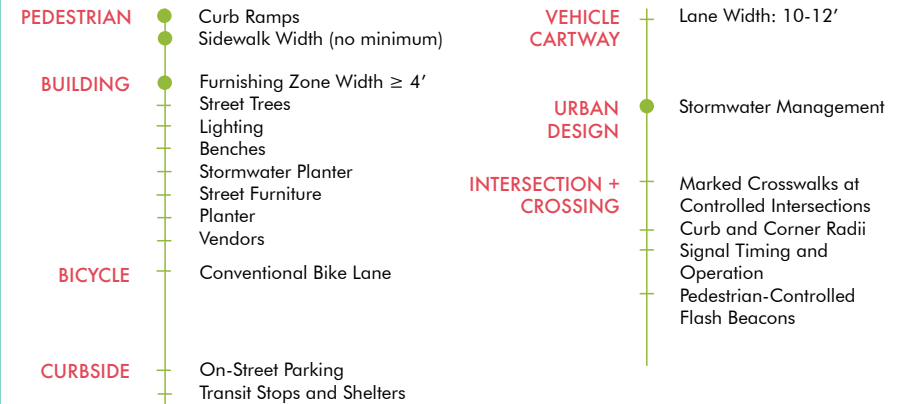 PEDESTRIAN
Curb Ramps
Sidewalk Width (no minimum)
BUILDING
Furnishing Zone Width ≥ 4’
Street Trees
Lighting
Benches
Stormwater Planter
Street Furniture
Planter
Vendors
BICYCLE
Conventional Bike Lane
CURBSIDE
On-Street Parking
Transit Stops and Shelters
VEHICLE
CARTWAY
Lane Width: 10-12’
URBAN
DESIGN
Stormwater Management
INTERSECTION +
CROSSING
Marked Crosswalks at
Controlled Intersections
Curb and Corner Radii
Signal Timing and
Operation
Pedestrian-Controlled
Flash Beacons